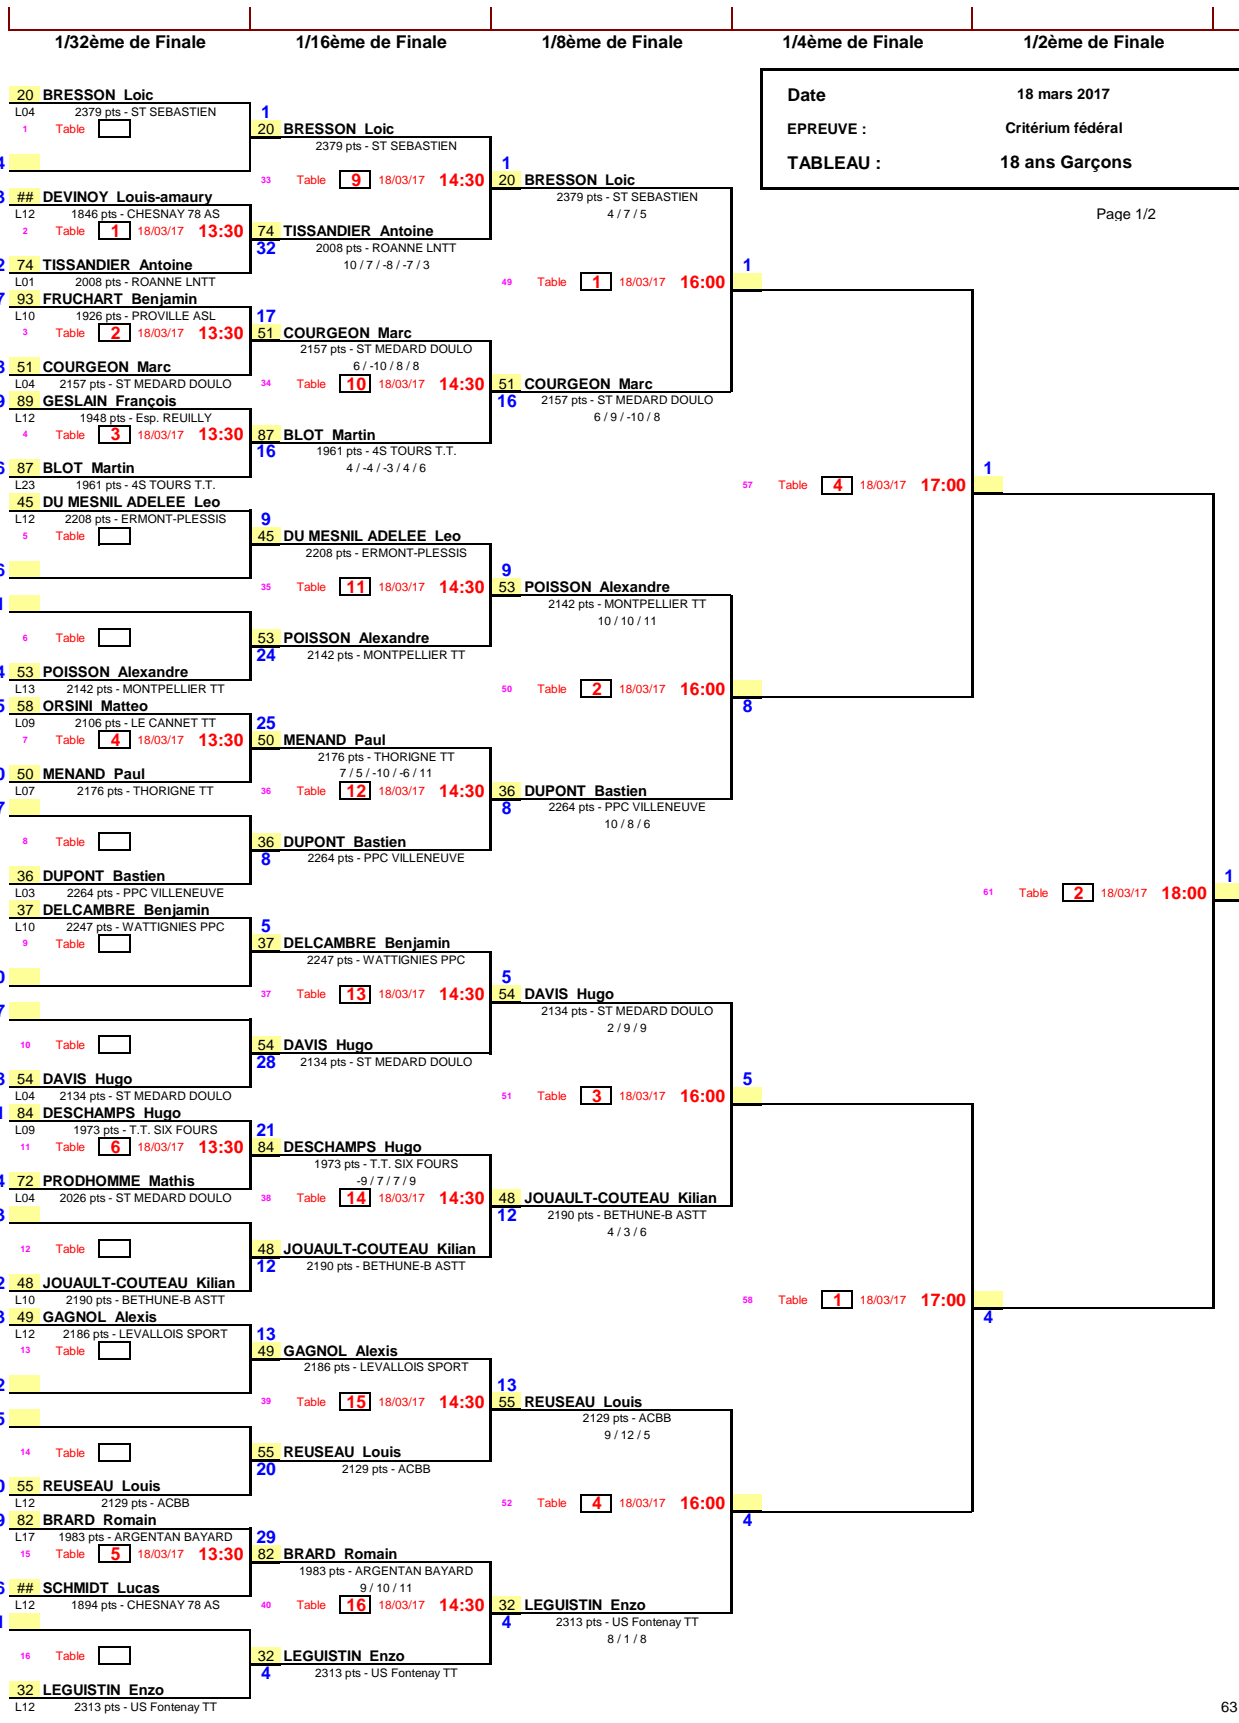 1/32ème de Finale 1/16ème de Finale 1/8ème de Finale 1/4ème de Finale 1/2ème de Finale
Date 18 mars 2017
EPREUVE : Critérium fédéral
TABLEAU : 18 ans Garçons
Page 1/2
20 BRESSON Loic
L04 2379 pts - ST SEBASTIEN
1 Table
## DEVINOY Louis-amaury
L12 1846 pts - CHESNAY 78 AS
2 Table 1 18/03/17 13:30
74 TISSANDIER Antoine
L01 2008 pts - ROANNE LNTT
93 FRUCHART Benjamin
L10 1926 pts - PROVILLE ASL
3 Table 2 18/03/17 13:30
51 COURGEON Marc
L04 2157 pts - ST MEDARD DOULO
89 GESLAIN François
L12 1948 pts - Esp. REUILLY
4 Table 3 18/03/17 13:30
87 BLOT Martin
L23 1961 pts - 4S TOURS T.T.
45 DU MESNIL ADELEE Leo
L12 2208 pts - ERMONT-PLESSIS
5 Table
6 Table
53 POISSON Alexandre
L13 2142 pts - MONTPELLIER TT
58 ORSINI Matteo
L09 2106 pts - LE CANNET TT
7 Table 4 18/03/17 13:30
50 MENAND Paul
L07 2176 pts - THORIGNE TT
8 Table
36 DUPONT Bastien
L03 2264 pts - PPC VILLENEUVE
37 DELCAMBRE Benjamin
L10 2247 pts - WATTIGNIES PPC
9 Table
10 Table
54 DAVIS Hugo
L04 2134 pts - ST MEDARD DOULO
84 DESCHAMPS Hugo
L09 1973 pts - T.T. SIX FOURS
11 Table 6 18/03/17 13:30
72 PRODHOMME Mathis
L04 2026 pts - ST MEDARD DOULO
12 Table
48 JOUAULT-COUTEAU Kilian
L10 2190 pts - BETHUNE-B ASTT
49 GAGNOL Alexis
L12 2186 pts - LEVALLOIS SPORT
13 Table
14 Table
55 REUSEAU Louis
L12 2129 pts - ACBB
82 BRARD Romain
L17 1983 pts - ARGENTAN BAYARD
15 Table 5 18/03/17 13:30
## SCHMIDT Lucas
L12 1894 pts - CHESNAY 78 AS
16 Table
32 LEGUISTIN Enzo
L12 2313 pts - US Fontenay TT
1
20 BRESSON Loic
2379 pts - ST SEBASTIEN
33 Table 9 18/03/17 14:30
74 TISSANDIER Antoine
32 2008 pts - ROANNE LNTT
10 / 7 / -8 / -7 / 3
17
51 COURGEON Marc
2157 pts - ST MEDARD DOULO
6 / -10 / 8 / 8
34 Table 10 18/03/17 14:30
87 BLOT Martin
16 1961 pts - 4S TOURS T.T.
4 / -4 / -3 / 4 / 6
9
45 DU MESNIL ADELEE Leo
2208 pts - ERMONT-PLESSIS
35 Table 11 18/03/17 14:30
53 POISSON Alexandre
24 2142 pts - MONTPELLIER TT
25
50 MENAND Paul
2176 pts - THORIGNE TT
7 / 5 / -10 / -6 / 11
36 Table 12 18/03/17 14:30
36 DUPONT Bastien
8 2264 pts - PPC VILLENEUVE
5
37 DELCAMBRE Benjamin
2247 pts - WATTIGNIES PPC
37 Table 13 18/03/17 14:30
54 DAVIS Hugo
28 2134 pts - ST MEDARD DOULO
21
84 DESCHAMPS Hugo
1973 pts - T.T. SIX FOURS
-9 / 7 / 7 / 9
38 Table 14 18/03/17 14:30
48 JOUAULT-COUTEAU Kilian
12 2190 pts - BETHUNE-B ASTT
13
49 GAGNOL Alexis
2186 pts - LEVALLOIS SPORT
39 Table 15 18/03/17 14:30
55 REUSEAU Louis
20 2129 pts - ACBB
29
82 BRARD Romain
1983 pts - ARGENTAN BAYARD
9 / 10 / 11
40 Table 16 18/03/17 14:30
32 LEGUISTIN Enzo
4 2313 pts - US Fontenay TT
1
20 BRESSON Loic
2379 pts - ST SEBASTIEN
4 / 7 / 5
49 Table 1 18/03/17 16:00
51 COURGEON Marc
16 2157 pts - ST MEDARD DOULO
6 / 9 / -10 / 8
9
53 POISSON Alexandre
2142 pts - MONTPELLIER TT
10 / 10 / 11
50 Table 2 18/03/17 16:00
36 DUPONT Bastien
8 2264 pts - PPC VILLENEUVE
10 / 8 / 6
5
54 DAVIS Hugo
2134 pts - ST MEDARD DOULO
2 / 9 / 9
51 Table 3 18/03/17 16:00
48 JOUAULT-COUTEAU Kilian
12 2190 pts - BETHUNE-B ASTT
4 / 3 / 6
13
55 REUSEAU Louis
2129 pts - ACBB
9 / 12 / 5
52 Table 4 18/03/17 16:00
32 LEGUISTIN Enzo
4 2313 pts - US Fontenay TT
8 / 1 / 8
1
57 Table 4 18/03/17 17:00
8
5
58 Table 1 18/03/17 17:00
4
1
61 Table 2 18/03/17 18:00
4
1
63